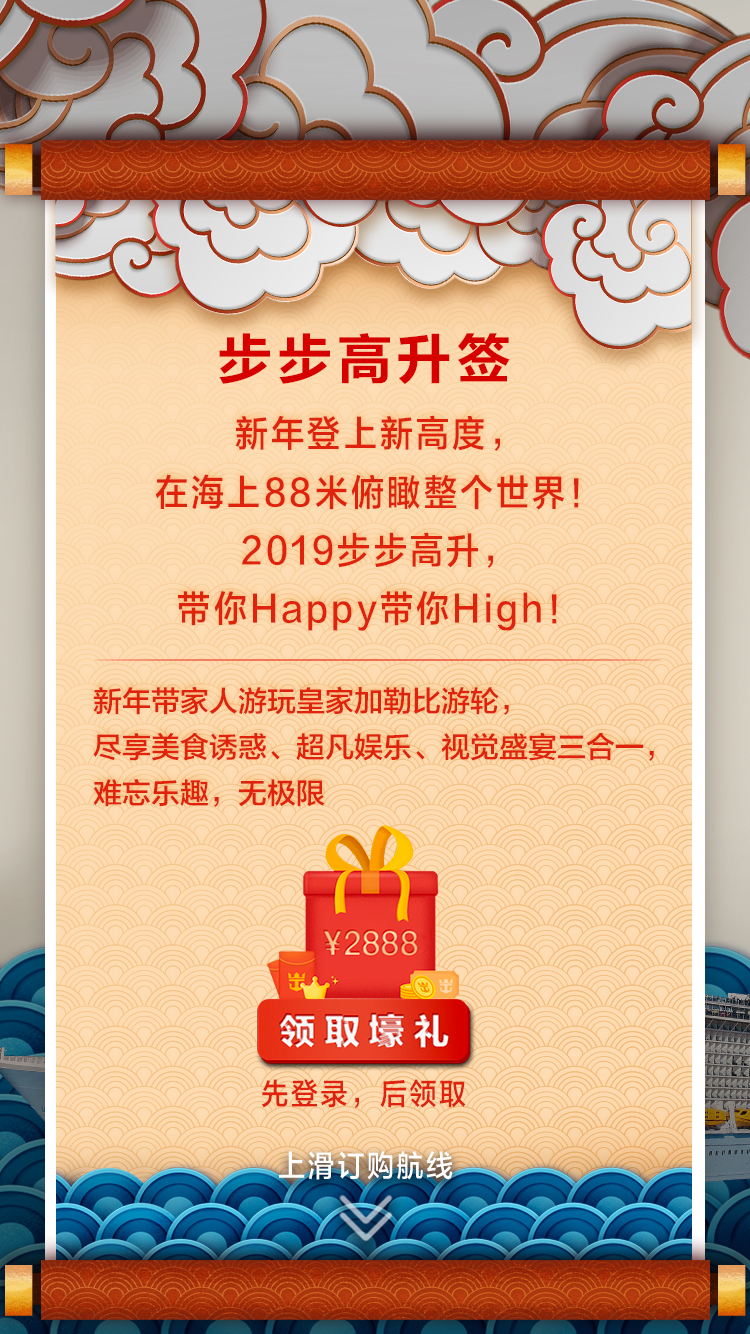 步步高升签
新年登上新高度，
在海上88米俯瞰整个世界！
2019步步高升，
带你Happy带你High！
新年带家人游玩皇家加勒比游轮，
尽享美食诱惑、超凡娱乐、视觉盛宴三合一，
难忘乐趣，无极限
¥2888
领取壕礼
先登录，后领取
上滑订购航线